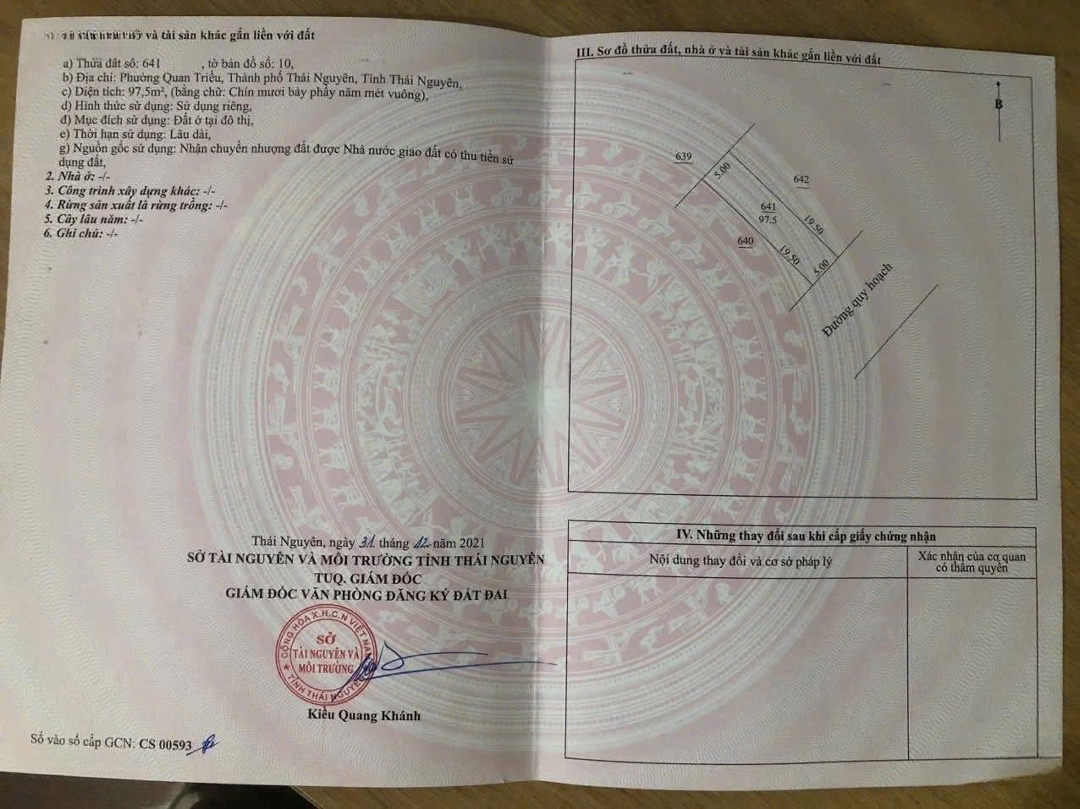 và tài sản khác gắn liền với đất
a) Thửa đất số: 641 , tờ bản đồ số: 10,
b) Địa chỉ: Phường Quan Triều, Thành phố Thái Nguyên, Tỉnh Thái Nguyên,
c) Diện tích: 97,5m², (bằng chữ: Chín mươi bảy phẩy năm mét vuông),
d) Hình thức sử dụng: Sử dụng riêng,
đ) Mục đích sử dụng: Đất ở tại đô thị,
e) Thời hạn sử dụng: Lâu dài,
g) Nguồn gốc sử dụng: Nhận chuyển nhượng đất được Nhà nước giao đất có thu tiền sử
dụng đất,
2. Nhà ở: -/-
3. Công trình xây dựng khác: -/-
4. Rừng sản xuất là rừng trồng: -/-
5. Cây lâu năm: -/-
6. Ghi chú: -/-
Thái Nguyên, ngày 31 tháng 12 năm 2021
SỞ TÀI NGUYÊN VÀ MÔI TRƯỜNG TỈNH THÁI NGUYÊN
TUQ. GIÁM ĐỐC
GIÁM ĐỐC VĂN PHÒNG ĐĂNG KÝ ĐẤT ĐAI
CỘNG HÒA X.H.C.N VIỆT NAM
SỞ
TÀI NGUYÊN VÀ
MÔI TRƯỜNG
TỈNH THÁI NGUYÊN
Kiều Quang Khánh
Số vào sổ cấp GCN: CS 00593
III. Sơ đồ thửa đất, nhà ở và tài sản khác gắn liền với đất
B
639
5.00
642
641
97.5
19.50
640
19.50
5.00
Đường quy hoạch
IV. Những thay đổi sau khi cấp giấy chứng nhận
Nội dung thay đổi và cơ sở pháp lý
Xác nhận của cơ quan
có thẩm quyền